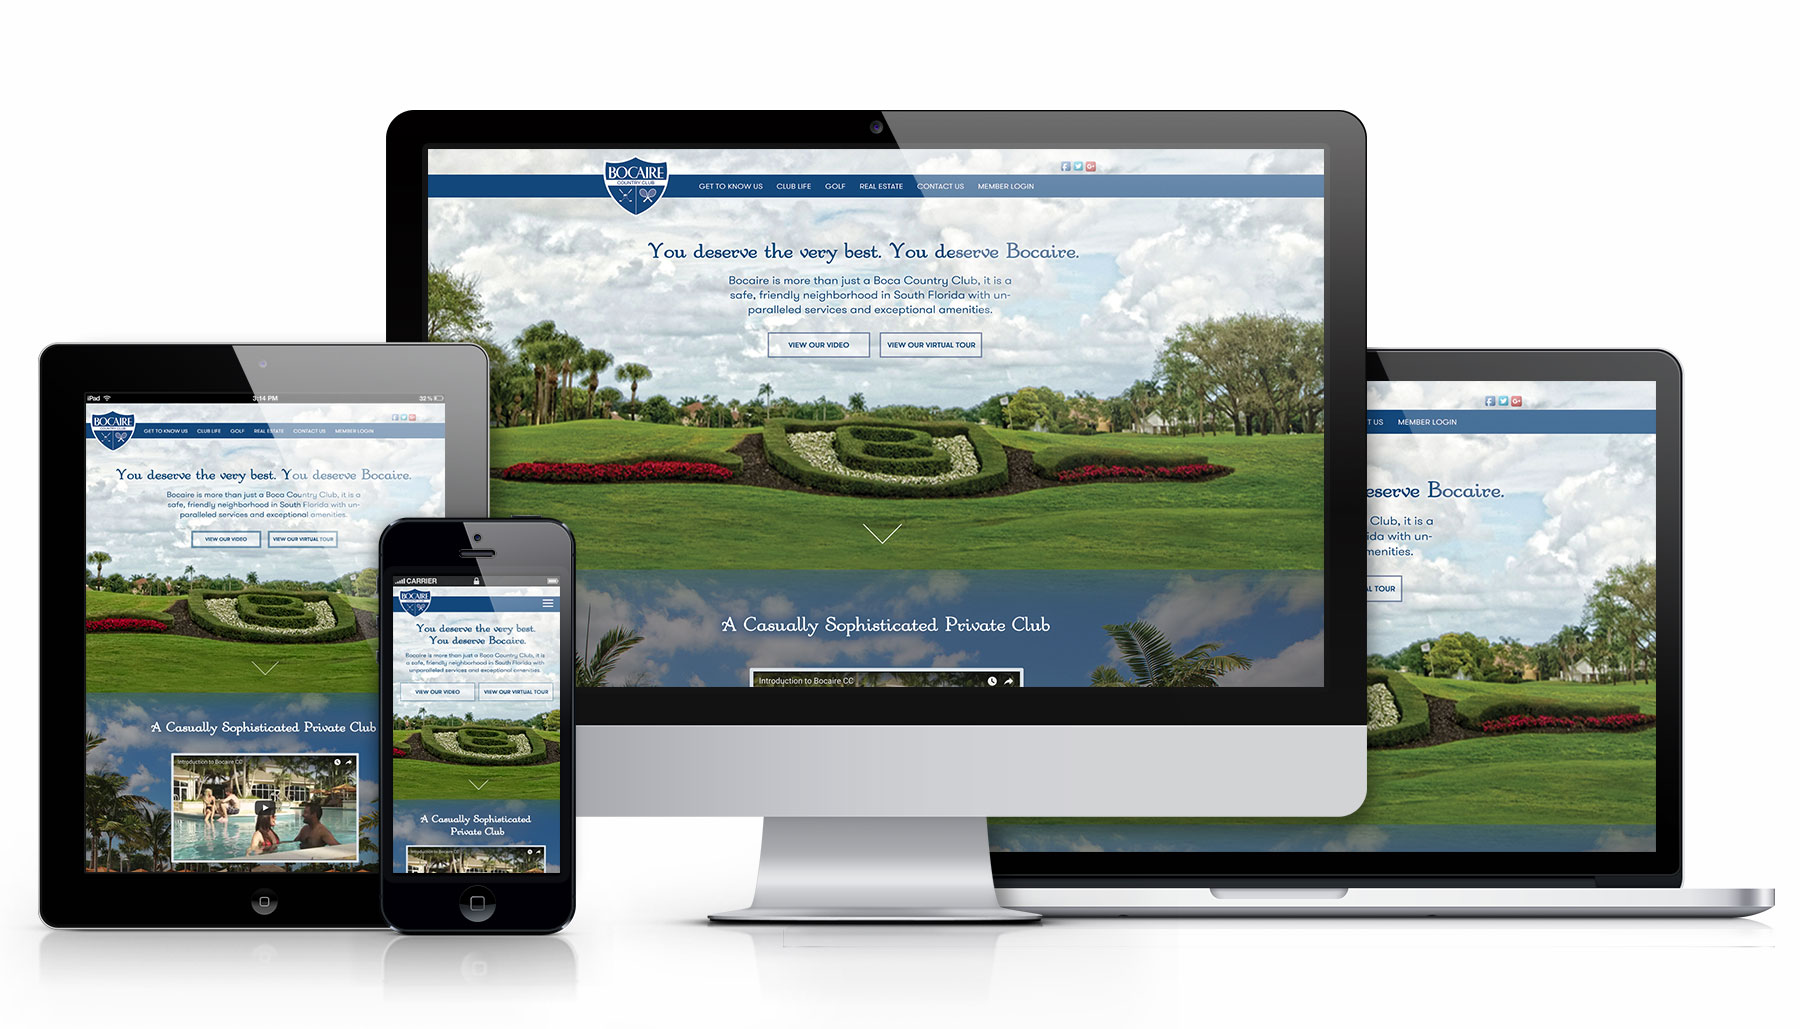 BOCAIRE
COUNTRY CLUB
GET TO KNOW US CLUB LIFE GOLF REAL ESTATE CONTACT US MEMBER LOGIN
You deserve the very best. You deserve Bocaire.
Bocaire is more than just a Boca Country Club, it is a
safe, friendly neighborhood in South Florida with un-
paralleled services and exceptional amenities.
VIEW OUR VIDEO VIEW OUR VIRTUAL TOUR
A Casually Sophisticated Private Club
Introduction to Bocaire CC
iPad 3:14 PM 32%
BOCAIRE
COUNTRY CLUB
GET TO KNOW US CLUB LIFE GOLF REAL ESTATE CONTACT US MEMBER LOGIN
You deserve the very best. You deserve Bocaire.
Bocaire is more than just a Boca Country Club, it is a
safe, friendly neighborhood in South Florida with un-
paralleled services and exceptional amenities.
VIEW OUR VIDEO VIEW OUR VIRTUAL TOUR
A Casually Sophisticated Private Club
Introduction to Bocaire CC
CARRIER
BOCAIRE
You deserve the very best.
You deserve Bocaire.
Bocaire is more than just a Boca Country Club, it is a
safe, friendly neighborhood in South Florida with
unparalleled services and exceptional amenities
VIEW OUR VIDEO VIEW OUR VIRTUAL TOUR
A Casually Sophisticated
Private Club
Introduction to Bocaire CC
T US MEMBER LOGIN
eserve Bocaire.
Club, it is a
ida with un-
menities.
AL TOUR